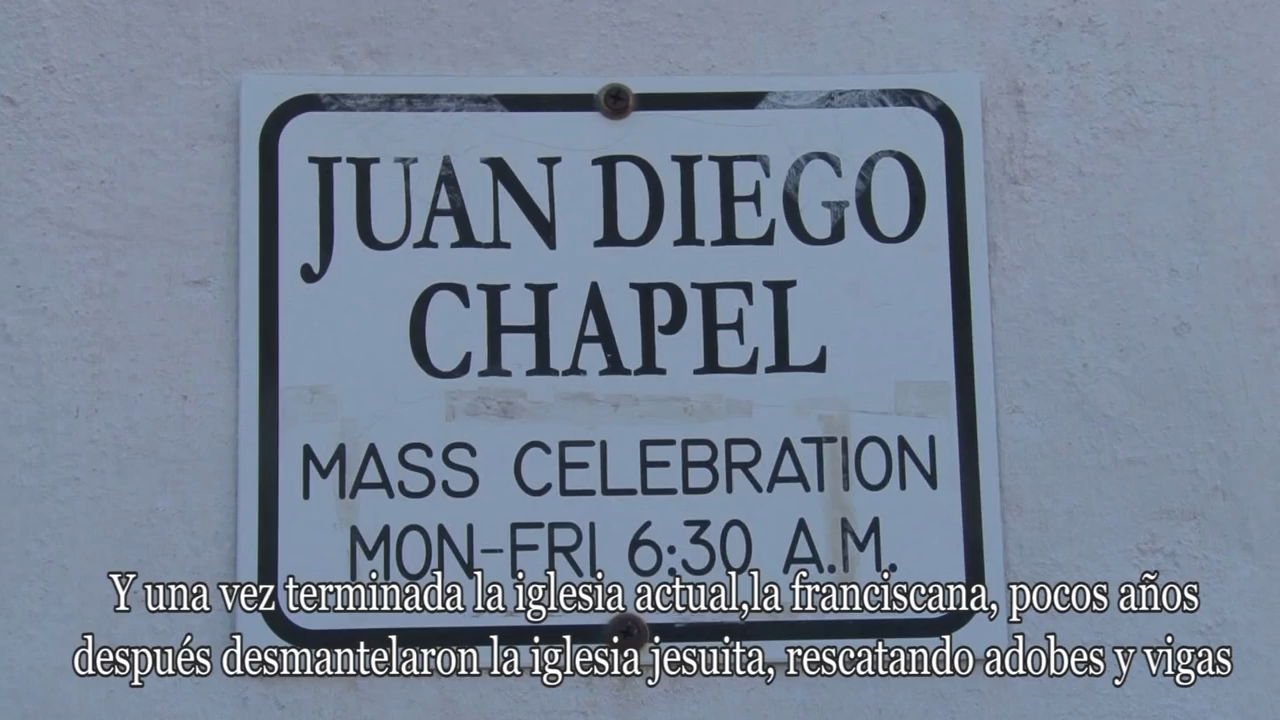 JUAN DIEGO
CHAPEL
MASS CELEBRATION
MON-FRI 6:30 A.M.
Y una vez terminada la iglesia actual,la franciscana, pocos años
después desmantelaron la iglesia jesuita, rescatando adobes y vigas